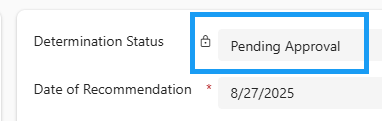 Determination Status Pending Approval
Date of Recommendation * 8/27/2025